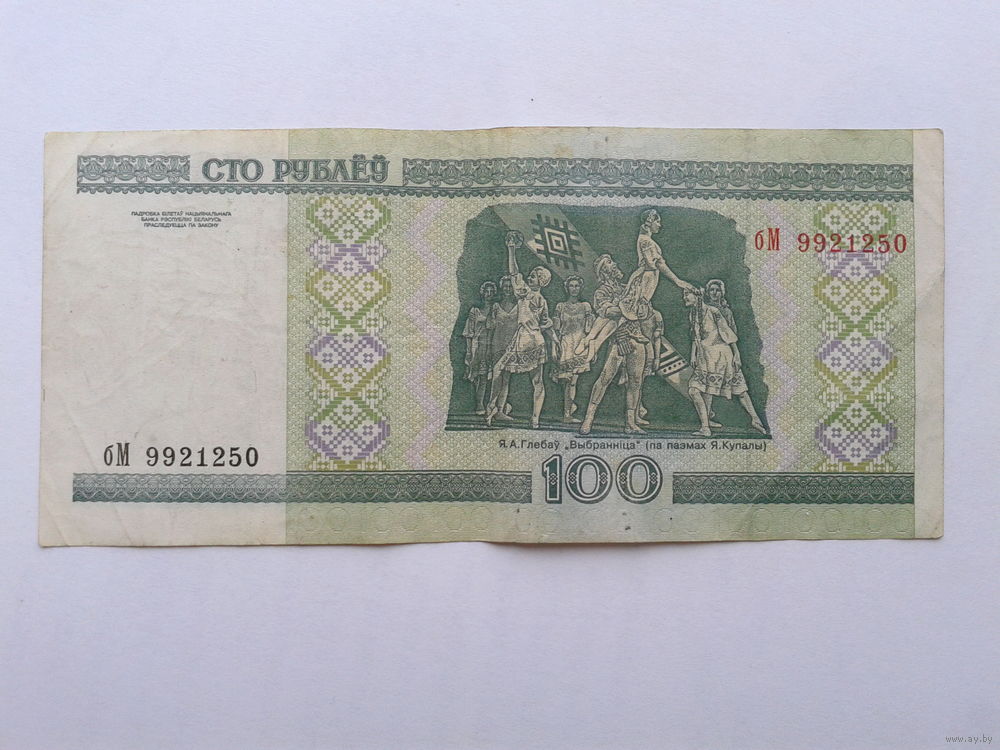 СТО РУБЛЁЎ
ПАДРОБКА БІЛЕТАЎ НАЦЫЯНАЛЬНАГА
БАНКА РЭСПУБЛІКІ БЕЛАРУСЬ
ПРАСЛЕДУЕЦЦА ПА ЗАКОНУ
бМ 9921250
бМ 9921250
Я.А.Глебаў „Выбранніца" (па паэмах Я.Купалы)
100
www.ay.by